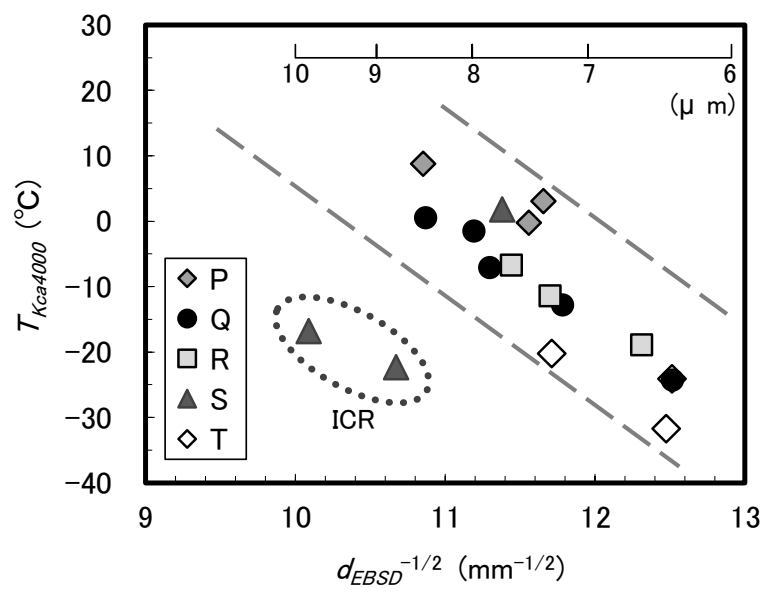 30
20
10
0
−10
−20
−30
−40
T_Kca4000 (℃)
10 9 8 7 6
(μ m)
P
Q
R
S
T
ICR
9 10 11 12 13
d_EBSD^−1/2 (mm^−1/2)